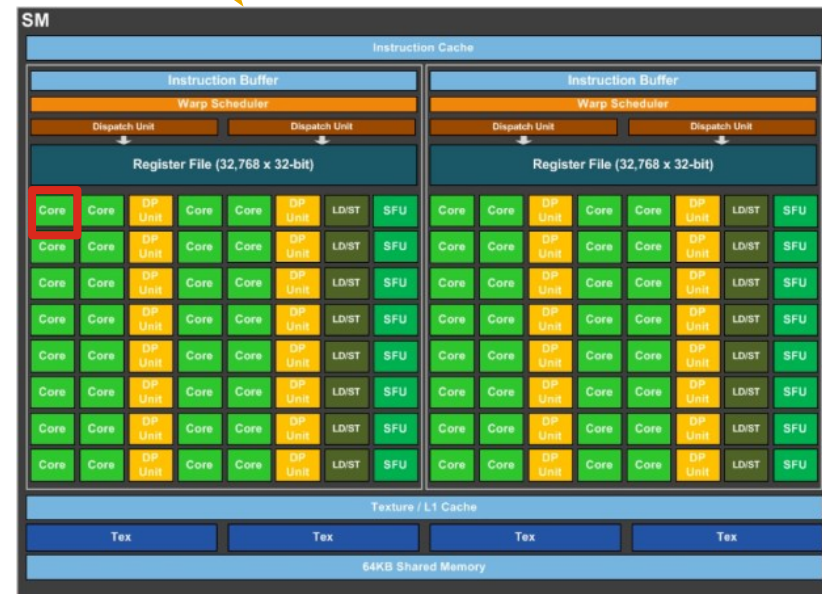 SM
Instruction Cache
Instruction Buffer Instruction Buffer
Warp Scheduler Warp Scheduler
Dispatch Unit Dispatch Unit Dispatch Unit Dispatch Unit
Register File (32,768 x 32-bit) Register File (32,768 x 32-bit)
Core Core DP Unit Core Core DP Unit LD/ST SFU Core Core DP Unit Core Core DP Unit LD/ST SFU
Core Core DP Unit Core Core DP Unit LD/ST SFU Core Core DP Unit Core Core DP Unit LD/ST SFU
Core Core DP Unit Core Core DP Unit LD/ST SFU Core Core DP Unit Core Core DP Unit LD/ST SFU
Core Core DP Unit Core Core DP Unit LD/ST SFU Core Core DP Unit Core Core DP Unit LD/ST SFU
Core Core DP Unit Core Core DP Unit LD/ST SFU Core Core DP Unit Core Core DP Unit LD/ST SFU
Core Core DP Unit Core Core DP Unit LD/ST SFU Core Core DP Unit Core Core DP Unit LD/ST SFU
Core Core DP Unit Core Core DP Unit LD/ST SFU Core Core DP Unit Core Core DP Unit LD/ST SFU
Core Core DP Unit Core Core DP Unit LD/ST SFU Core Core DP Unit Core Core DP Unit LD/ST SFU
Texture / L1 Cache
Tex Tex Tex Tex
64KB Shared Memory